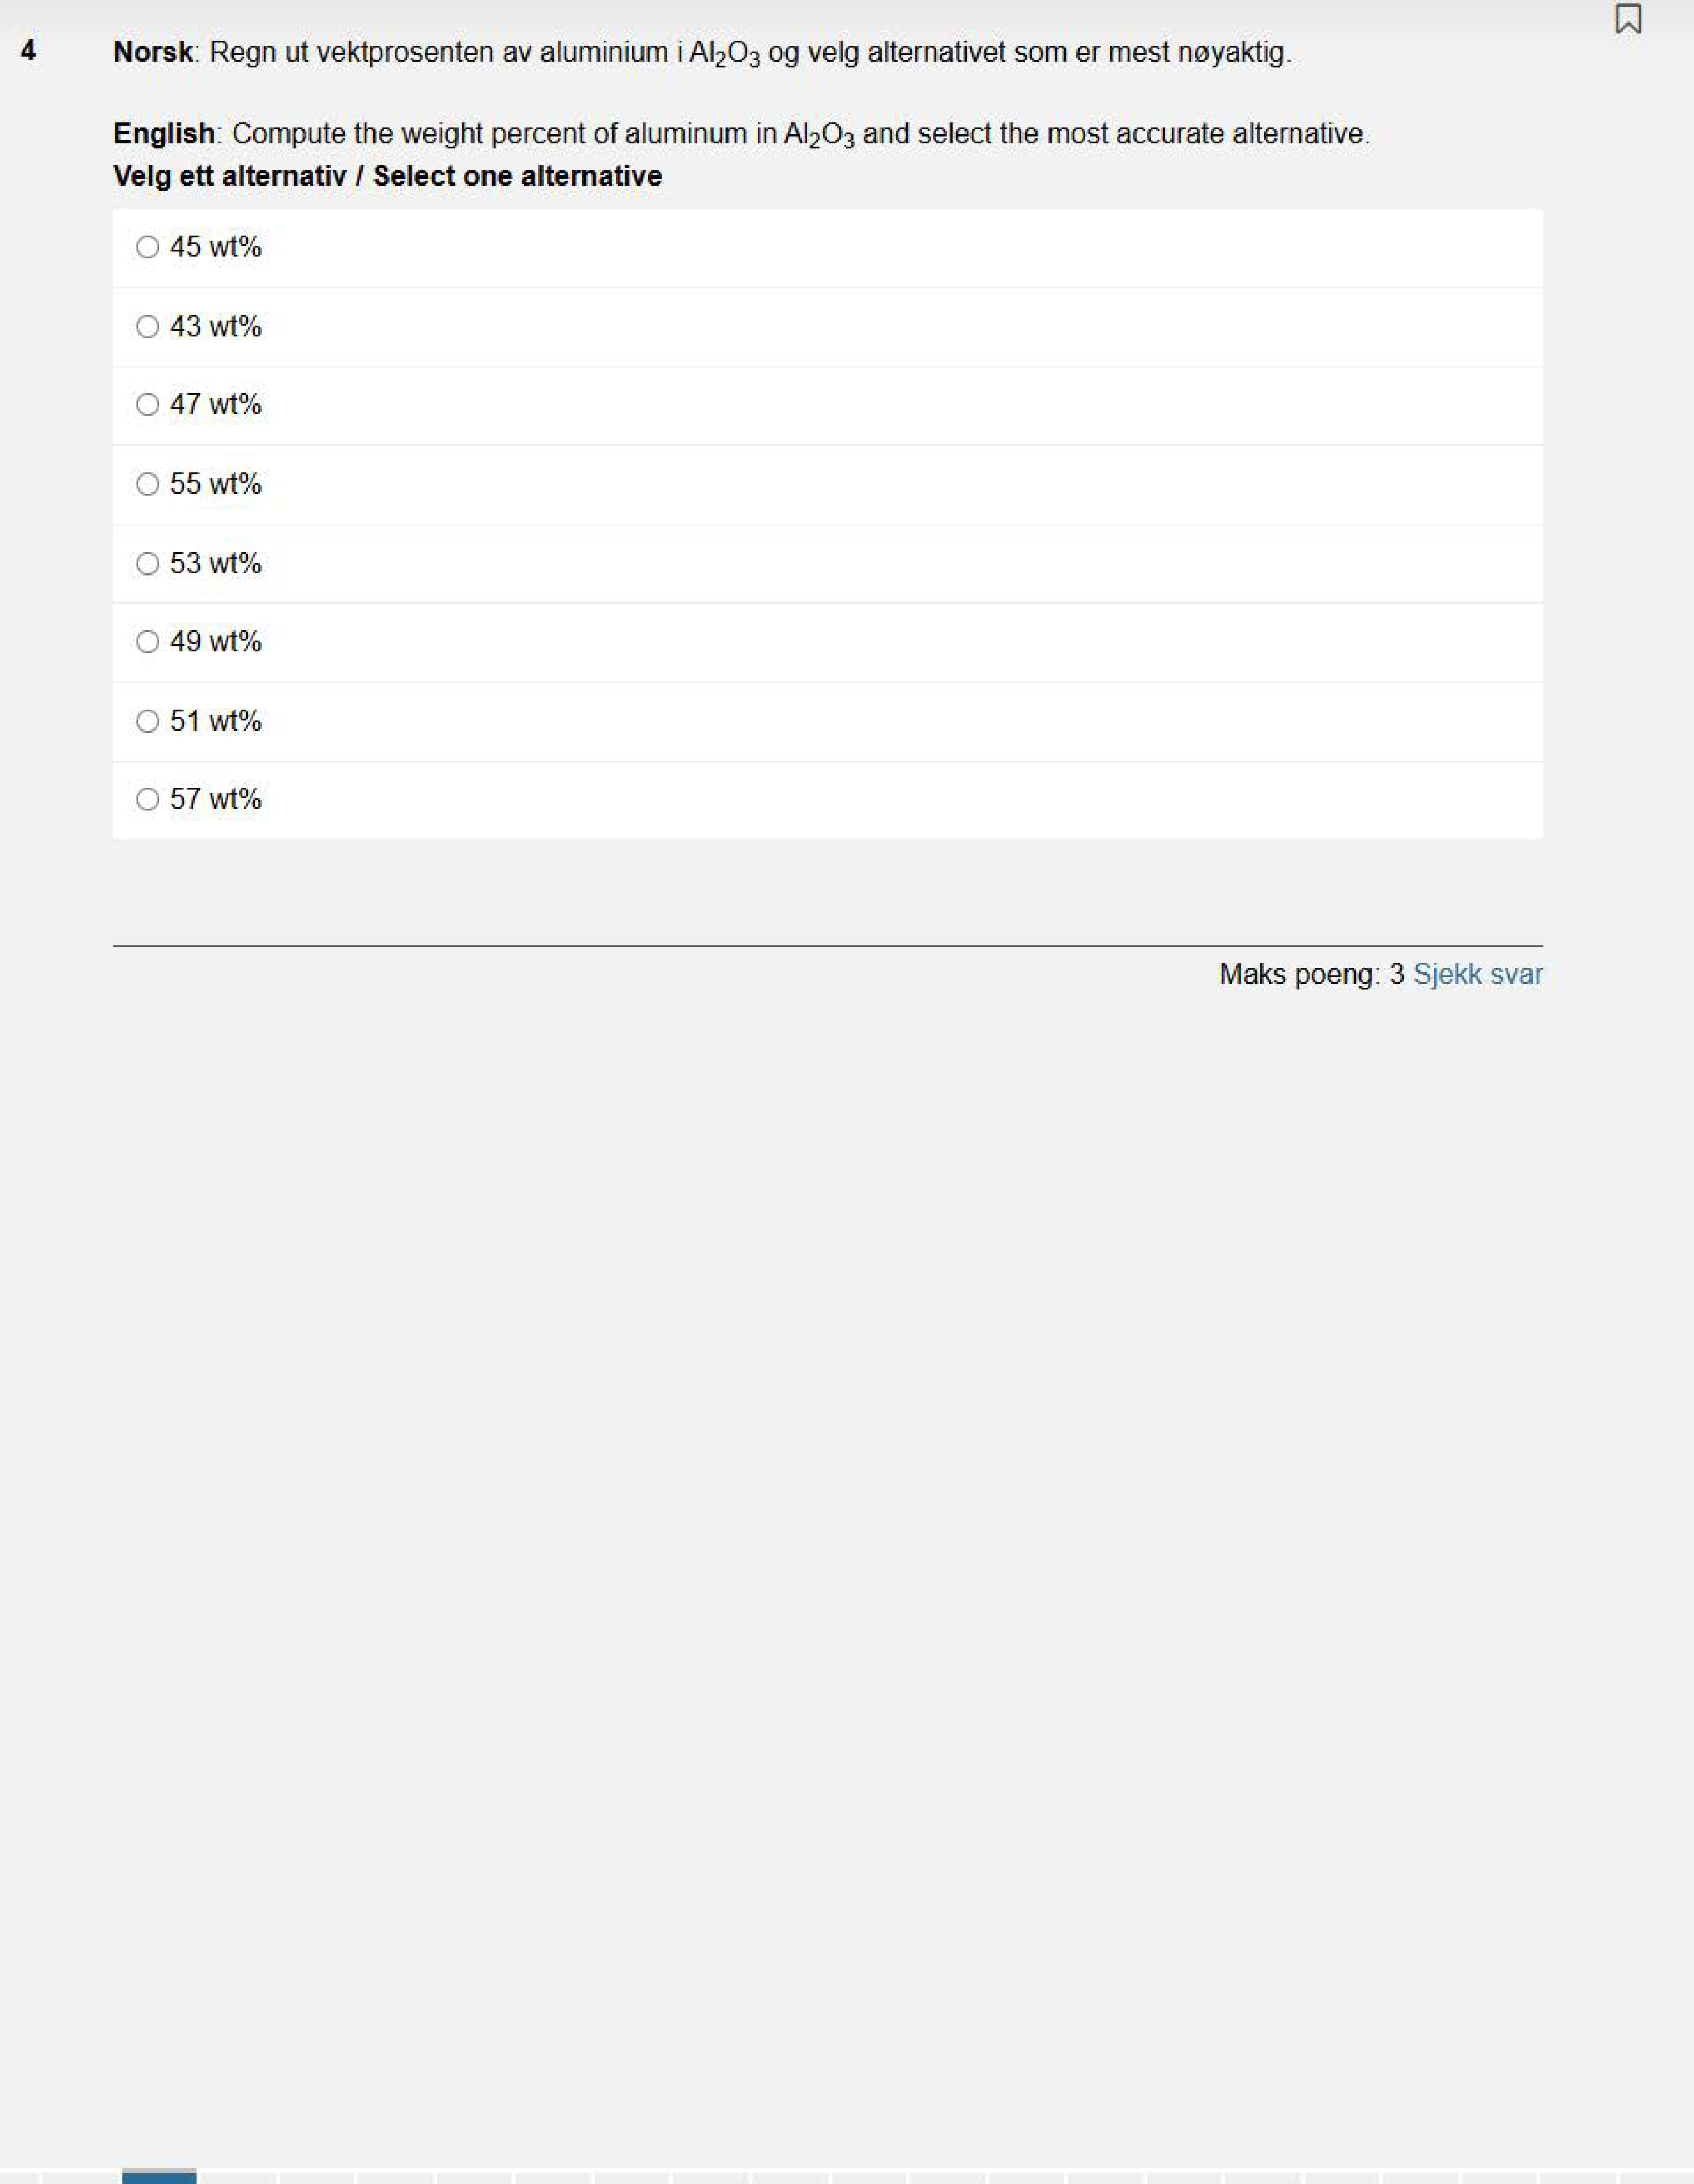 4
Norsk: Regn ut vektprosenten av aluminium i Al₂O₃ og velg alternativet som er mest nøyaktig.
English: Compute the weight percent of aluminum in Al₂O₃ and select the most accurate alternative.
Velg ett alternativ / Select one alternative
45 wt%
43 wt%
47 wt%
55 wt%
53 wt%
49 wt%
51 wt%
57 wt%
Maks poeng: 3 Sjekk svar